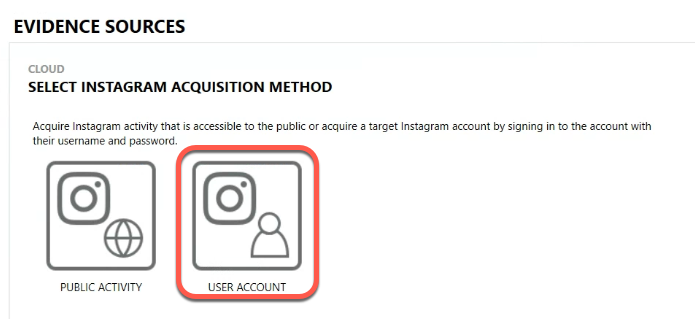 EVIDENCE SOURCES
CLOUD
SELECT INSTAGRAM ACQUISITION METHOD
Acquire Instagram activity that is accessible to the public or acquire a target Instagram account by signing in to the account with
their username and password.
PUBLIC ACTIVITY
USER ACCOUNT